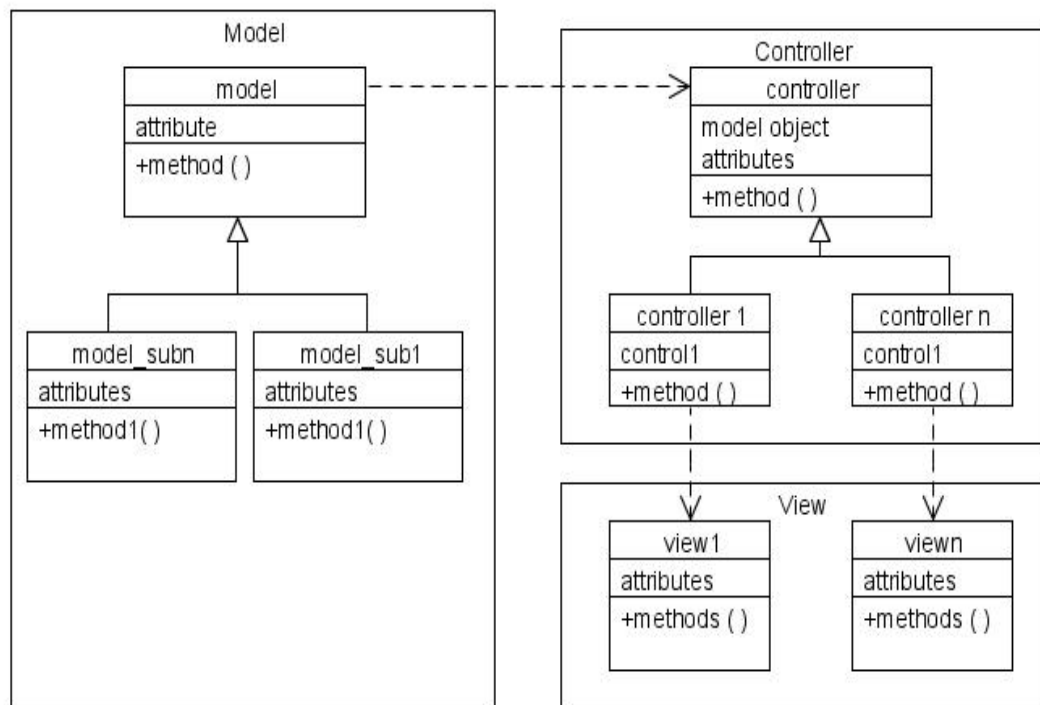 Model
model
attribute
+method ( )
model_subn
attributes
+method1( )
model_sub1
attributes
+method1( )
Controller
controller
model object
attributes
+method ( )
controller 1
control1
+method ( )
controller n
control1
+method ( )
View
view1
attributes
+methods ( )
viewn
attributes
+methods ( )